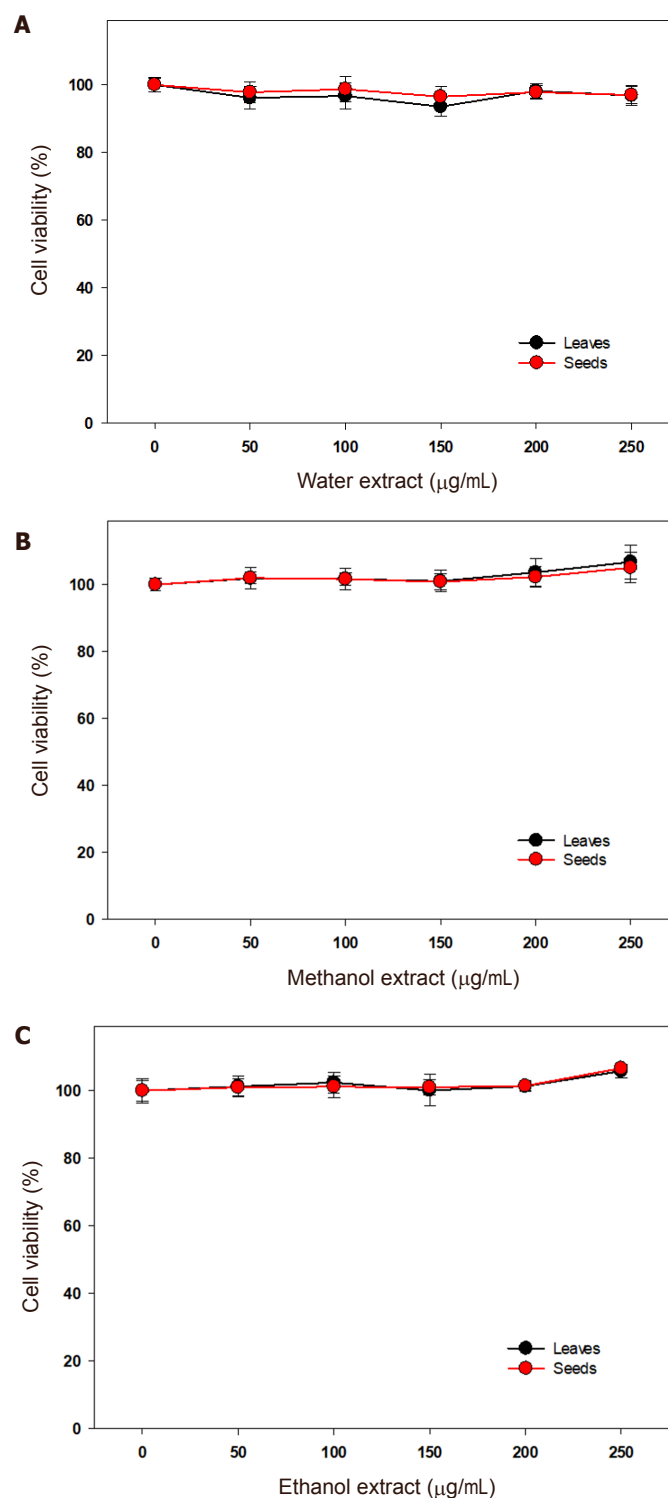 A
Cell viability (%)
100
80
60
40
20
0
Leaves
Seeds
0 50 100 150 200 250
Water extract (μg/mL)
B
Cell viability (%)
100
80
60
40
20
0
Leaves
Seeds
0 50 100 150 200 250
Methanol extract (μg/mL)
C
Cell viability (%)
100
80
60
40
20
0
Leaves
Seeds
0 50 100 150 200 250
Ethanol extract (μg/mL)